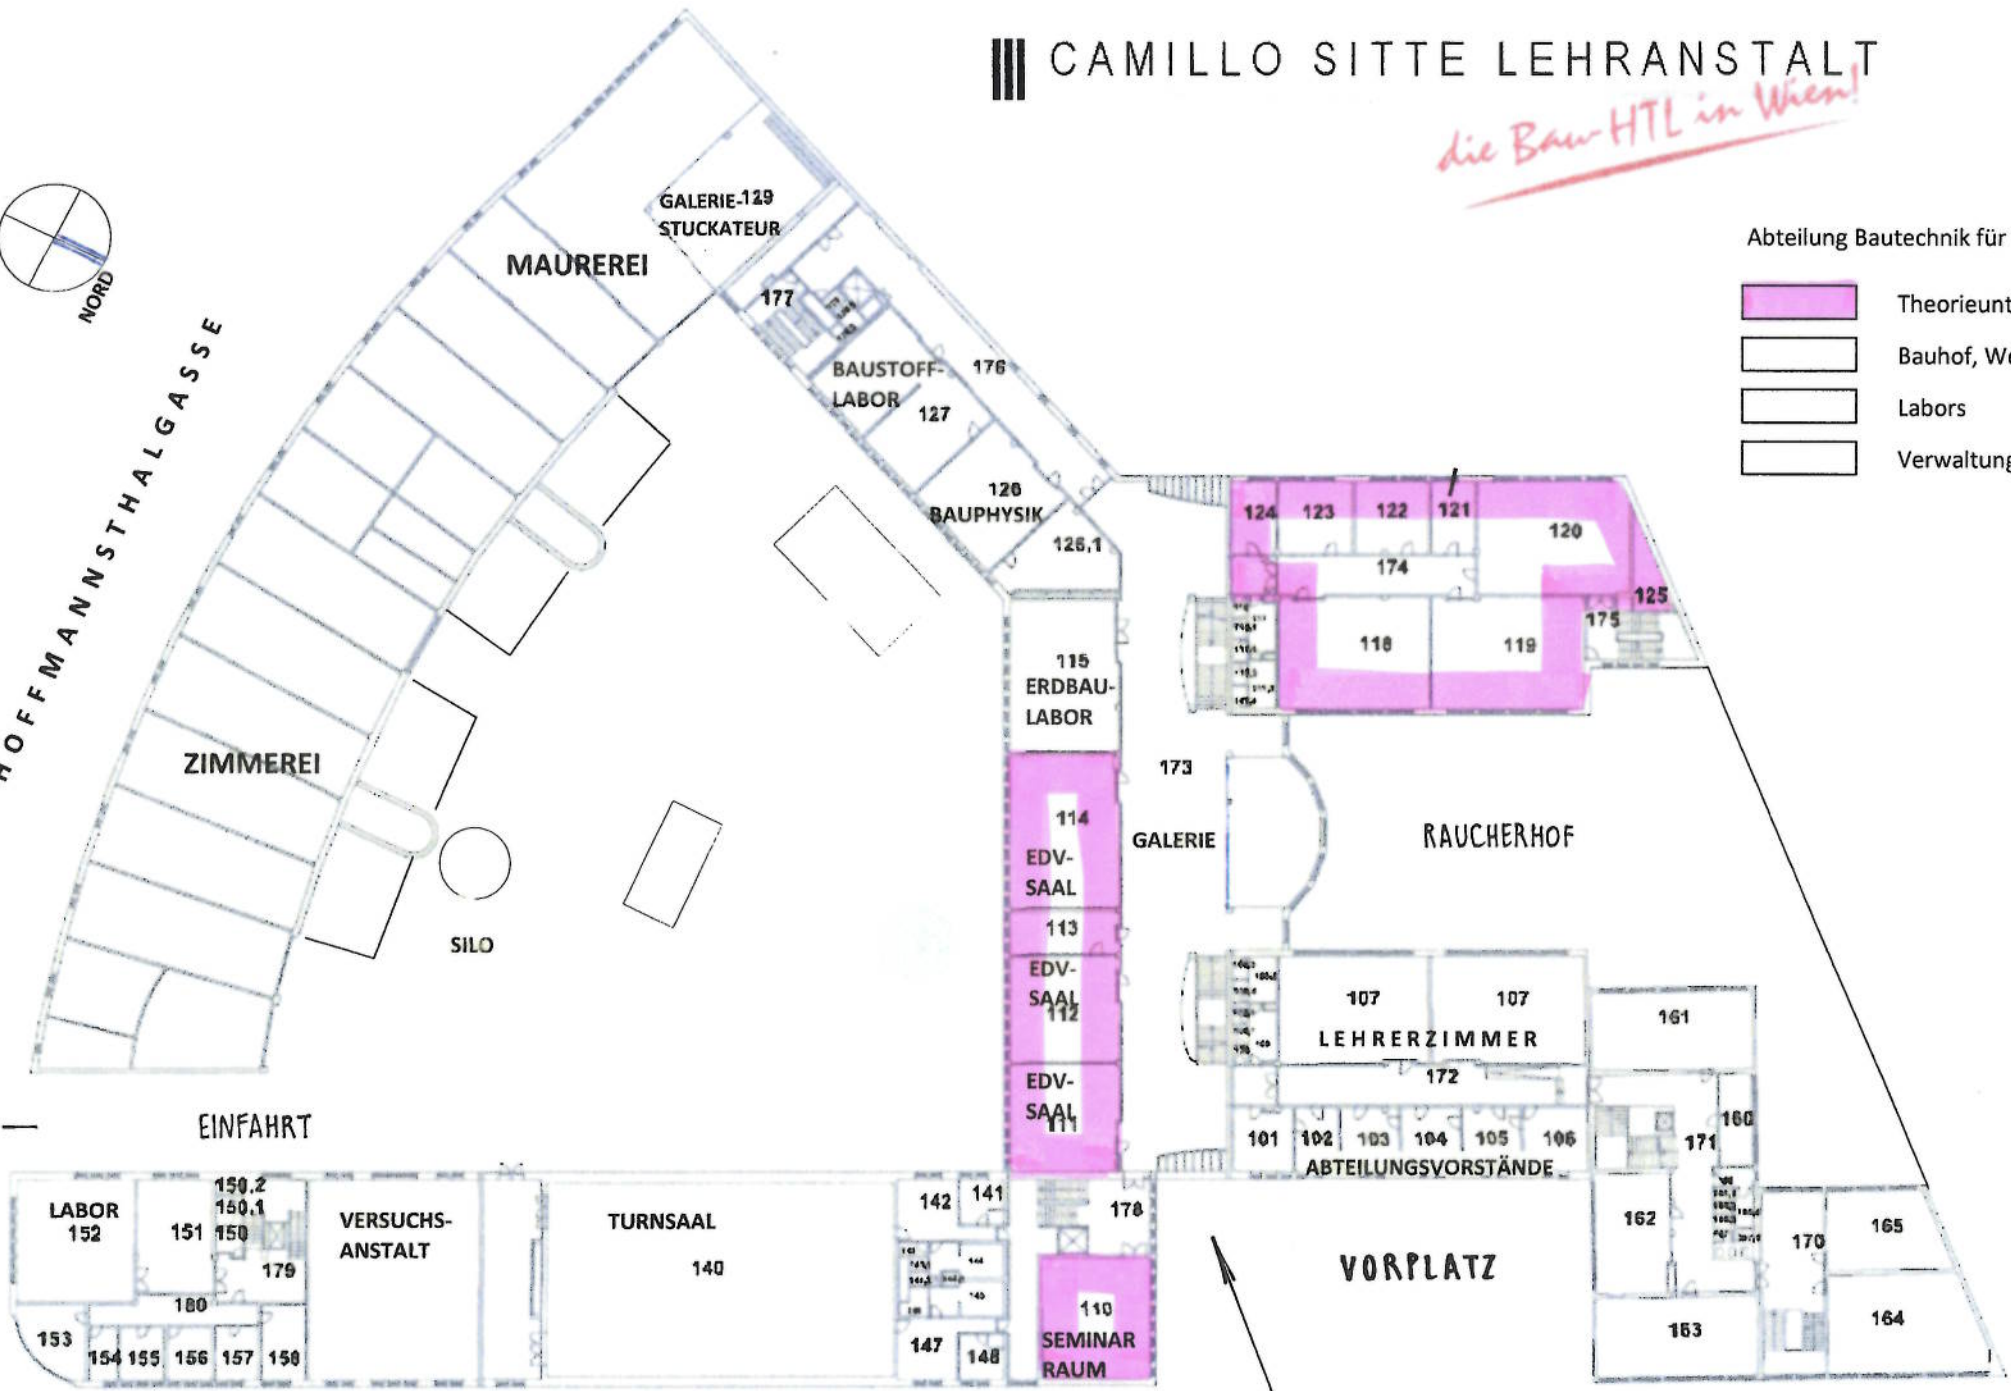 CAMILLO SITTE LEHRANSTALT
die Bau-HTL in Wien!
NORD
HOFFMANNSTHALGASSE
Abteilung Bautechnik für
Theorieunt
Bauhof, We
Labors
Verwaltung
GALERIE-129
STUCKATEUR
MAUREREI
177
176
BAUSTOFF-
LABOR
127
126
BAUPHYSIK
126,1
124
123
122
121
120
174
125
175
118
119
115
ERDBAU-
LABOR
173
GALERIE
RAUCHERHOF
114
EDV-
SAAL
113
EDV-
SAAL
112
EDV-
SAAL
111
ZIMMEREI
SILO
107
107
LEHRERZIMMER
172
161
160
171
101
102
103
104
105
106
ABTEILUNGSVORSTÄNDE
EINFAHRT
LABOR
152
151
150,2
150,1
150
179
180
153
154
155
156
157
158
VERSUCHS-
ANSTALT
TURNSAAL
140
142
141
147
148
178
110
SEMINAR
RAUM
VORPLATZ
162
163
170
165
164